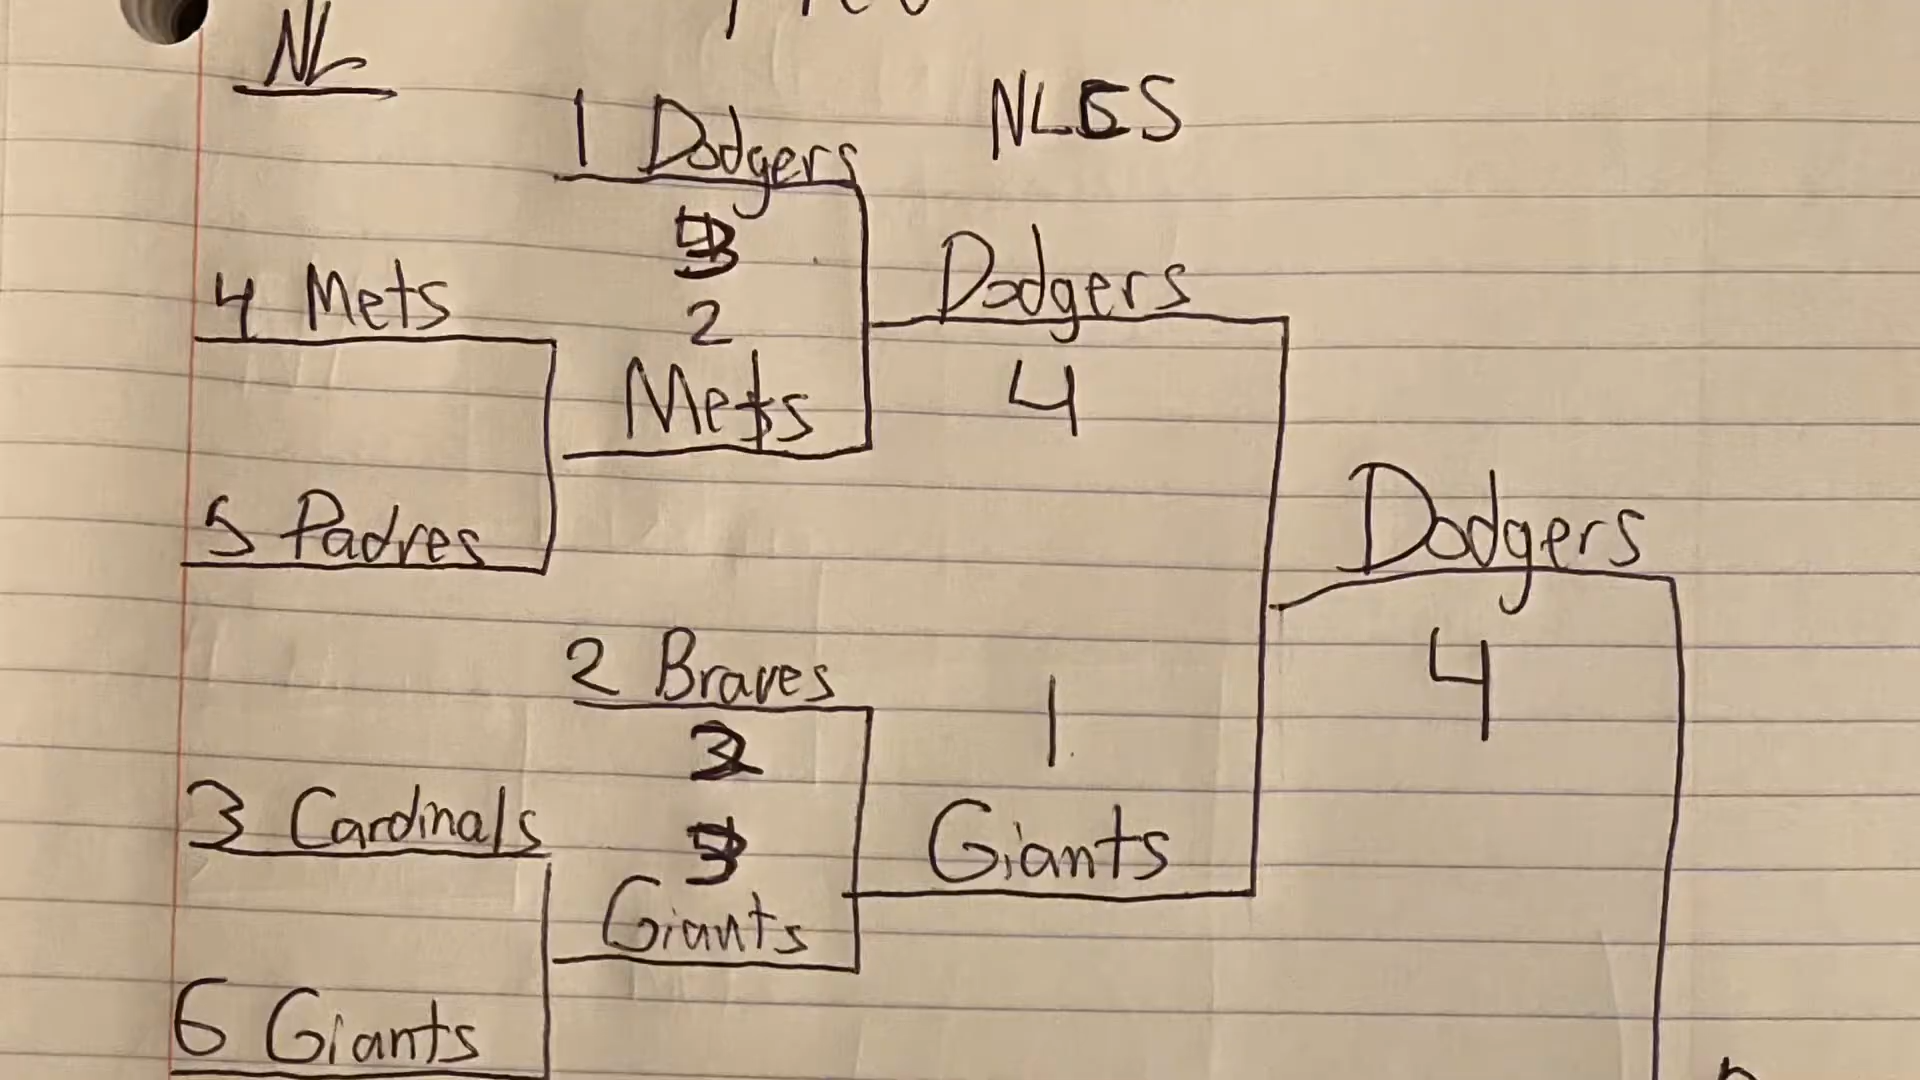 NL
1 Dodgers
NLCS
3
Dodgers
4 Mets
2
4
Mets
5 Padres
Dodgers
4
2 Braves
2
1
3 Cardinals
3
Giants
Giants
6 Giants